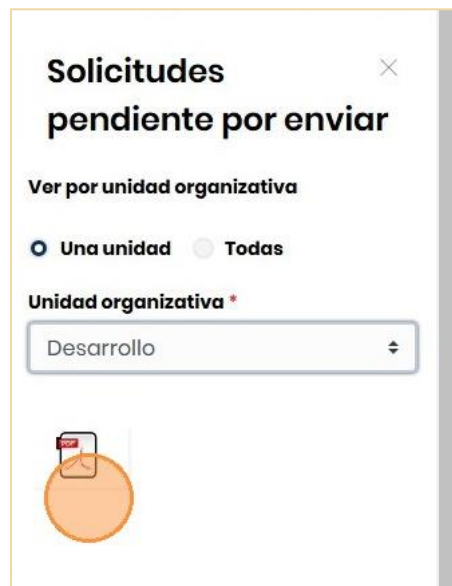 Solicitudes
pendiente por enviar
Ver por unidad organizativa
Una unidad Todas
Unidad organizativa *
Desarrollo
PDF